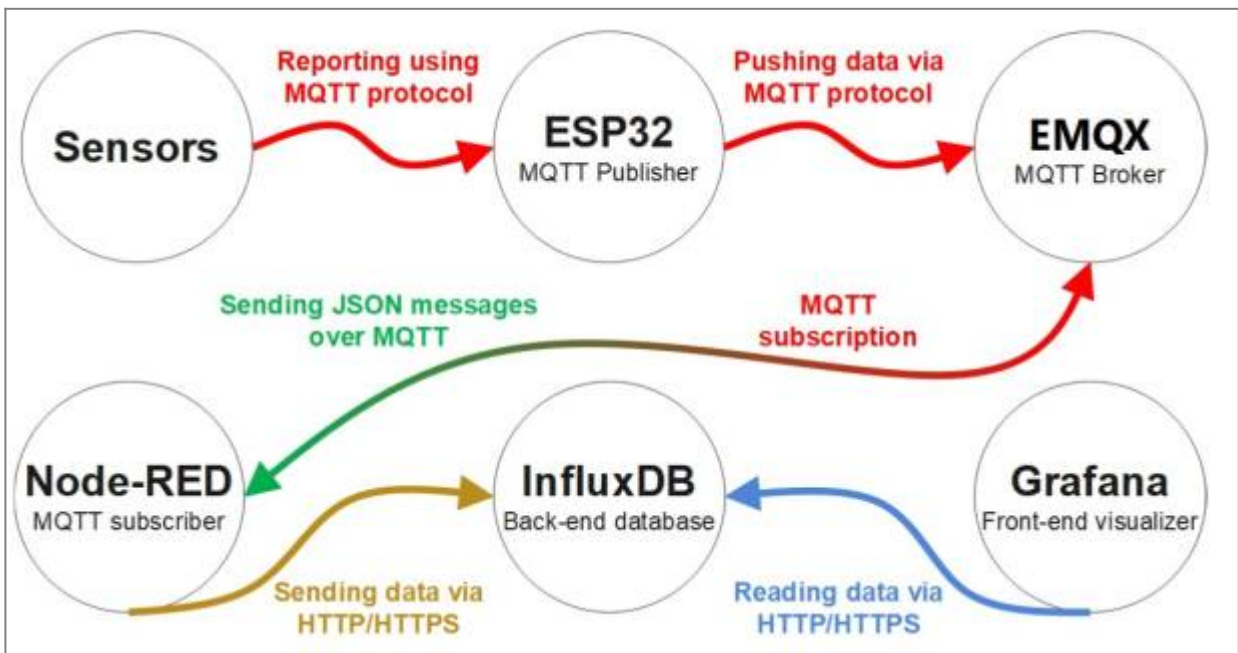 Reporting using
MQTT protocol
Pushing data via
MQTT protocol
Sensors
ESP32
MQTT Publisher
EMQX
MQTT Broker
Sending JSON messages
over MQTT
MQTT
subscription
Node-RED
MQTT subscriber
InfluxDB
Back-end database
Grafana
Front-end visualizer
Sending data via
HTTP/HTTPS
Reading data via
HTTP/HTTPS